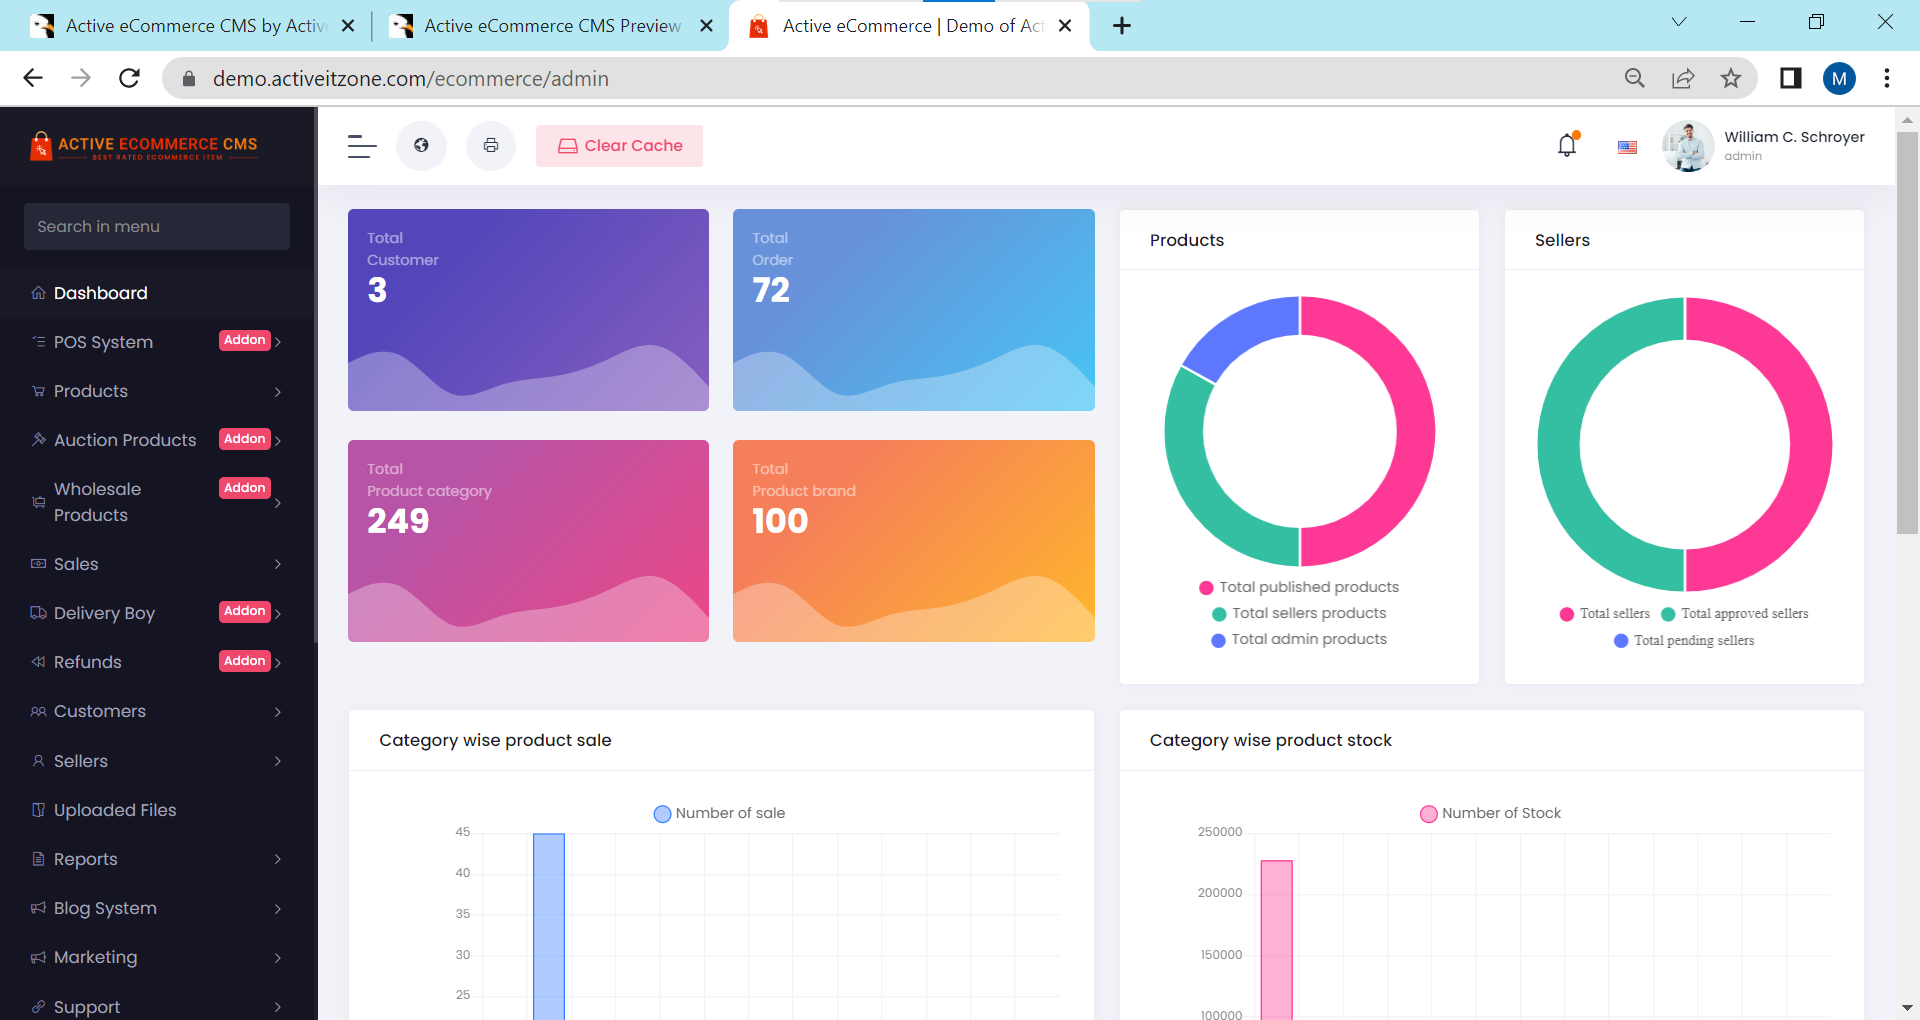 Active eCommerce CMS by Active
Active eCommerce CMS Preview
Active eCommerce | Demo of Act
demo.activeitzone.com/ecommerce/admin
M
ACTIVE ECOMMERCE CMS
BEST RATED ECOMMERCE ITEM
Clear Cache
William C. Schroyer
admin
Search in menu
Dashboard
POS System Addon
Products
Auction Products Addon
Wholesale Products Addon
Sales
Delivery Boy Addon
Refunds Addon
Customers
Sellers
Uploaded Files
Reports
Blog System
Marketing
Support
Total
Customer
3
Total
Order
72
Total
Product category
249
Total
Product brand
100
Products
Total published products
Total sellers products
Total admin products
Sellers
Total sellers Total approved sellers
Total pending sellers
Category wise product sale
Number of sale
45
40
35
30
25
Category wise product stock
Number of Stock
250000
200000
150000
100000